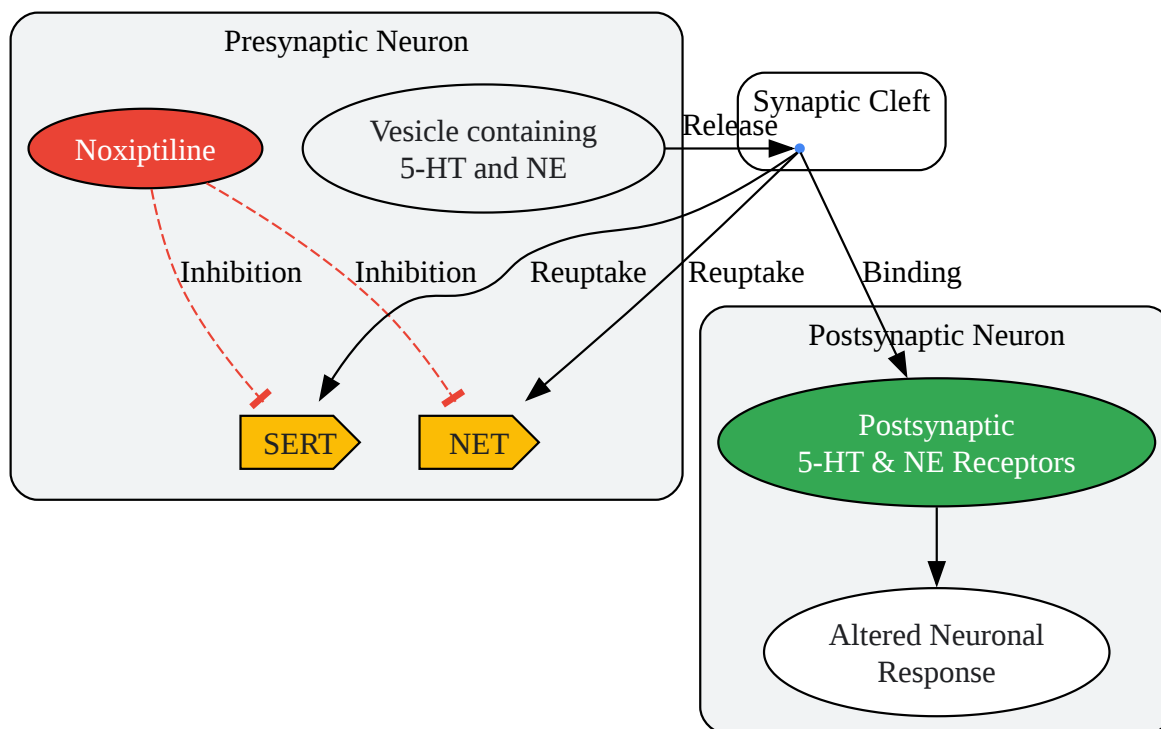 Presynaptic Neuron
Synaptic Cleft
Noxiptiline
Vesicle containing
5-HT and NE
Release
Inhibition
Inhibition
Reuptake
Reuptake
Binding
SERT
NET
Postsynaptic Neuron
Postsynaptic
5-HT & NE Receptors
Altered Neuronal
Response